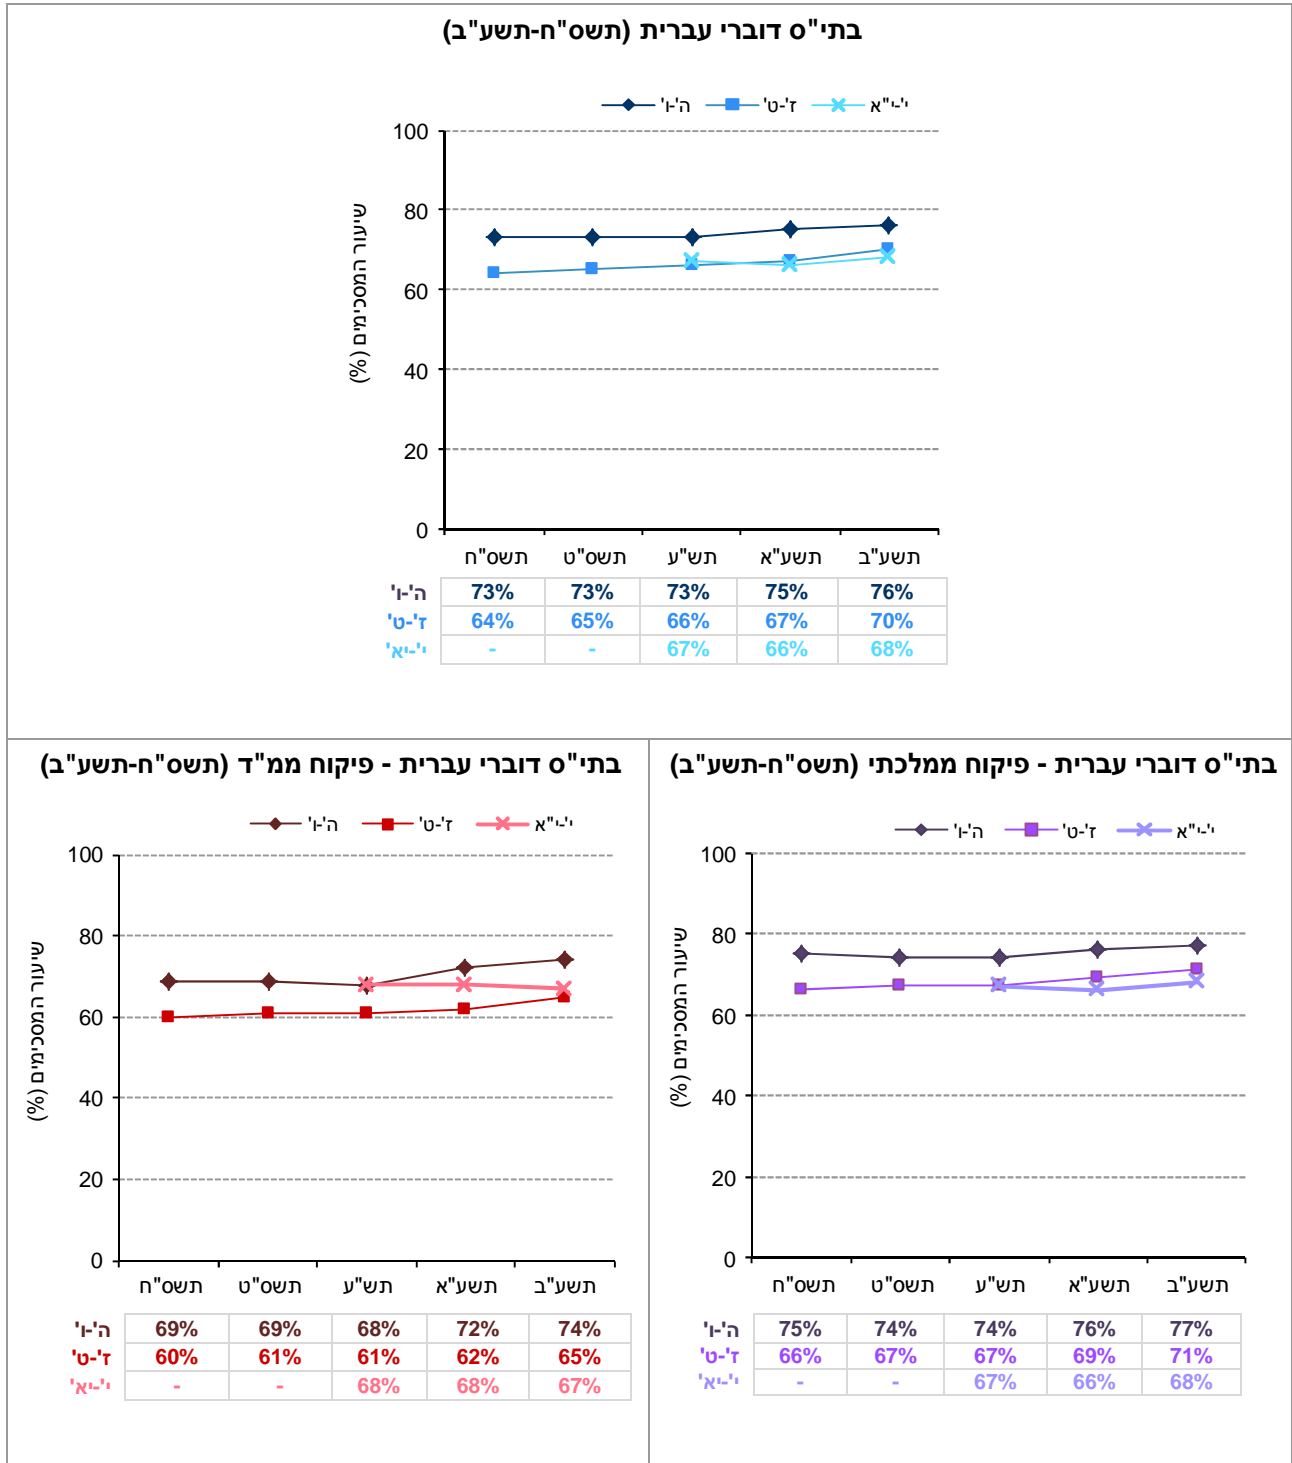 בתי"ס דוברי עברית (תשס"ח-תשע"ב)
ה'-ו' ז'-ט' י'-י"א
שיעור המסכימים (%)
100
80
60
40
20
0
תשס"ח תשס"ט תש"ע תשע"א תשע"ב
ה'-ו' 73% 73% 73% 75% 76%
ז'-ט' 64% 65% 66% 67% 70%
י'-יא' - - 67% 66% 68%
בתי"ס דוברי עברית - פיקוח ממלכתי (תשס"ח-תשע"ב)
ה'-ו' ז'-ט' י'-י"א
שיעור המסכימים (%)
100
80
60
40
20
0
תשס"ח תשס"ט תש"ע תשע"א תשע"ב
ה'-ו' 75% 74% 74% 76% 77%
ז'-ט' 66% 67% 67% 69% 71%
י'-יא' - - 67% 66% 68%
בתי"ס דוברי עברית - פיקוח ממ"ד (תשס"ח-תשע"ב)
ה'-ו' ז'-ט' י'-י"א
שיעור המסכימים (%)
100
80
60
40
20
0
תשס"ח תשס"ט תש"ע תשע"א תשע"ב
ה'-ו' 69% 69% 68% 72% 74%
ז'-ט' 60% 61% 61% 62% 65%
י'-יא' - - 68% 68% 67%